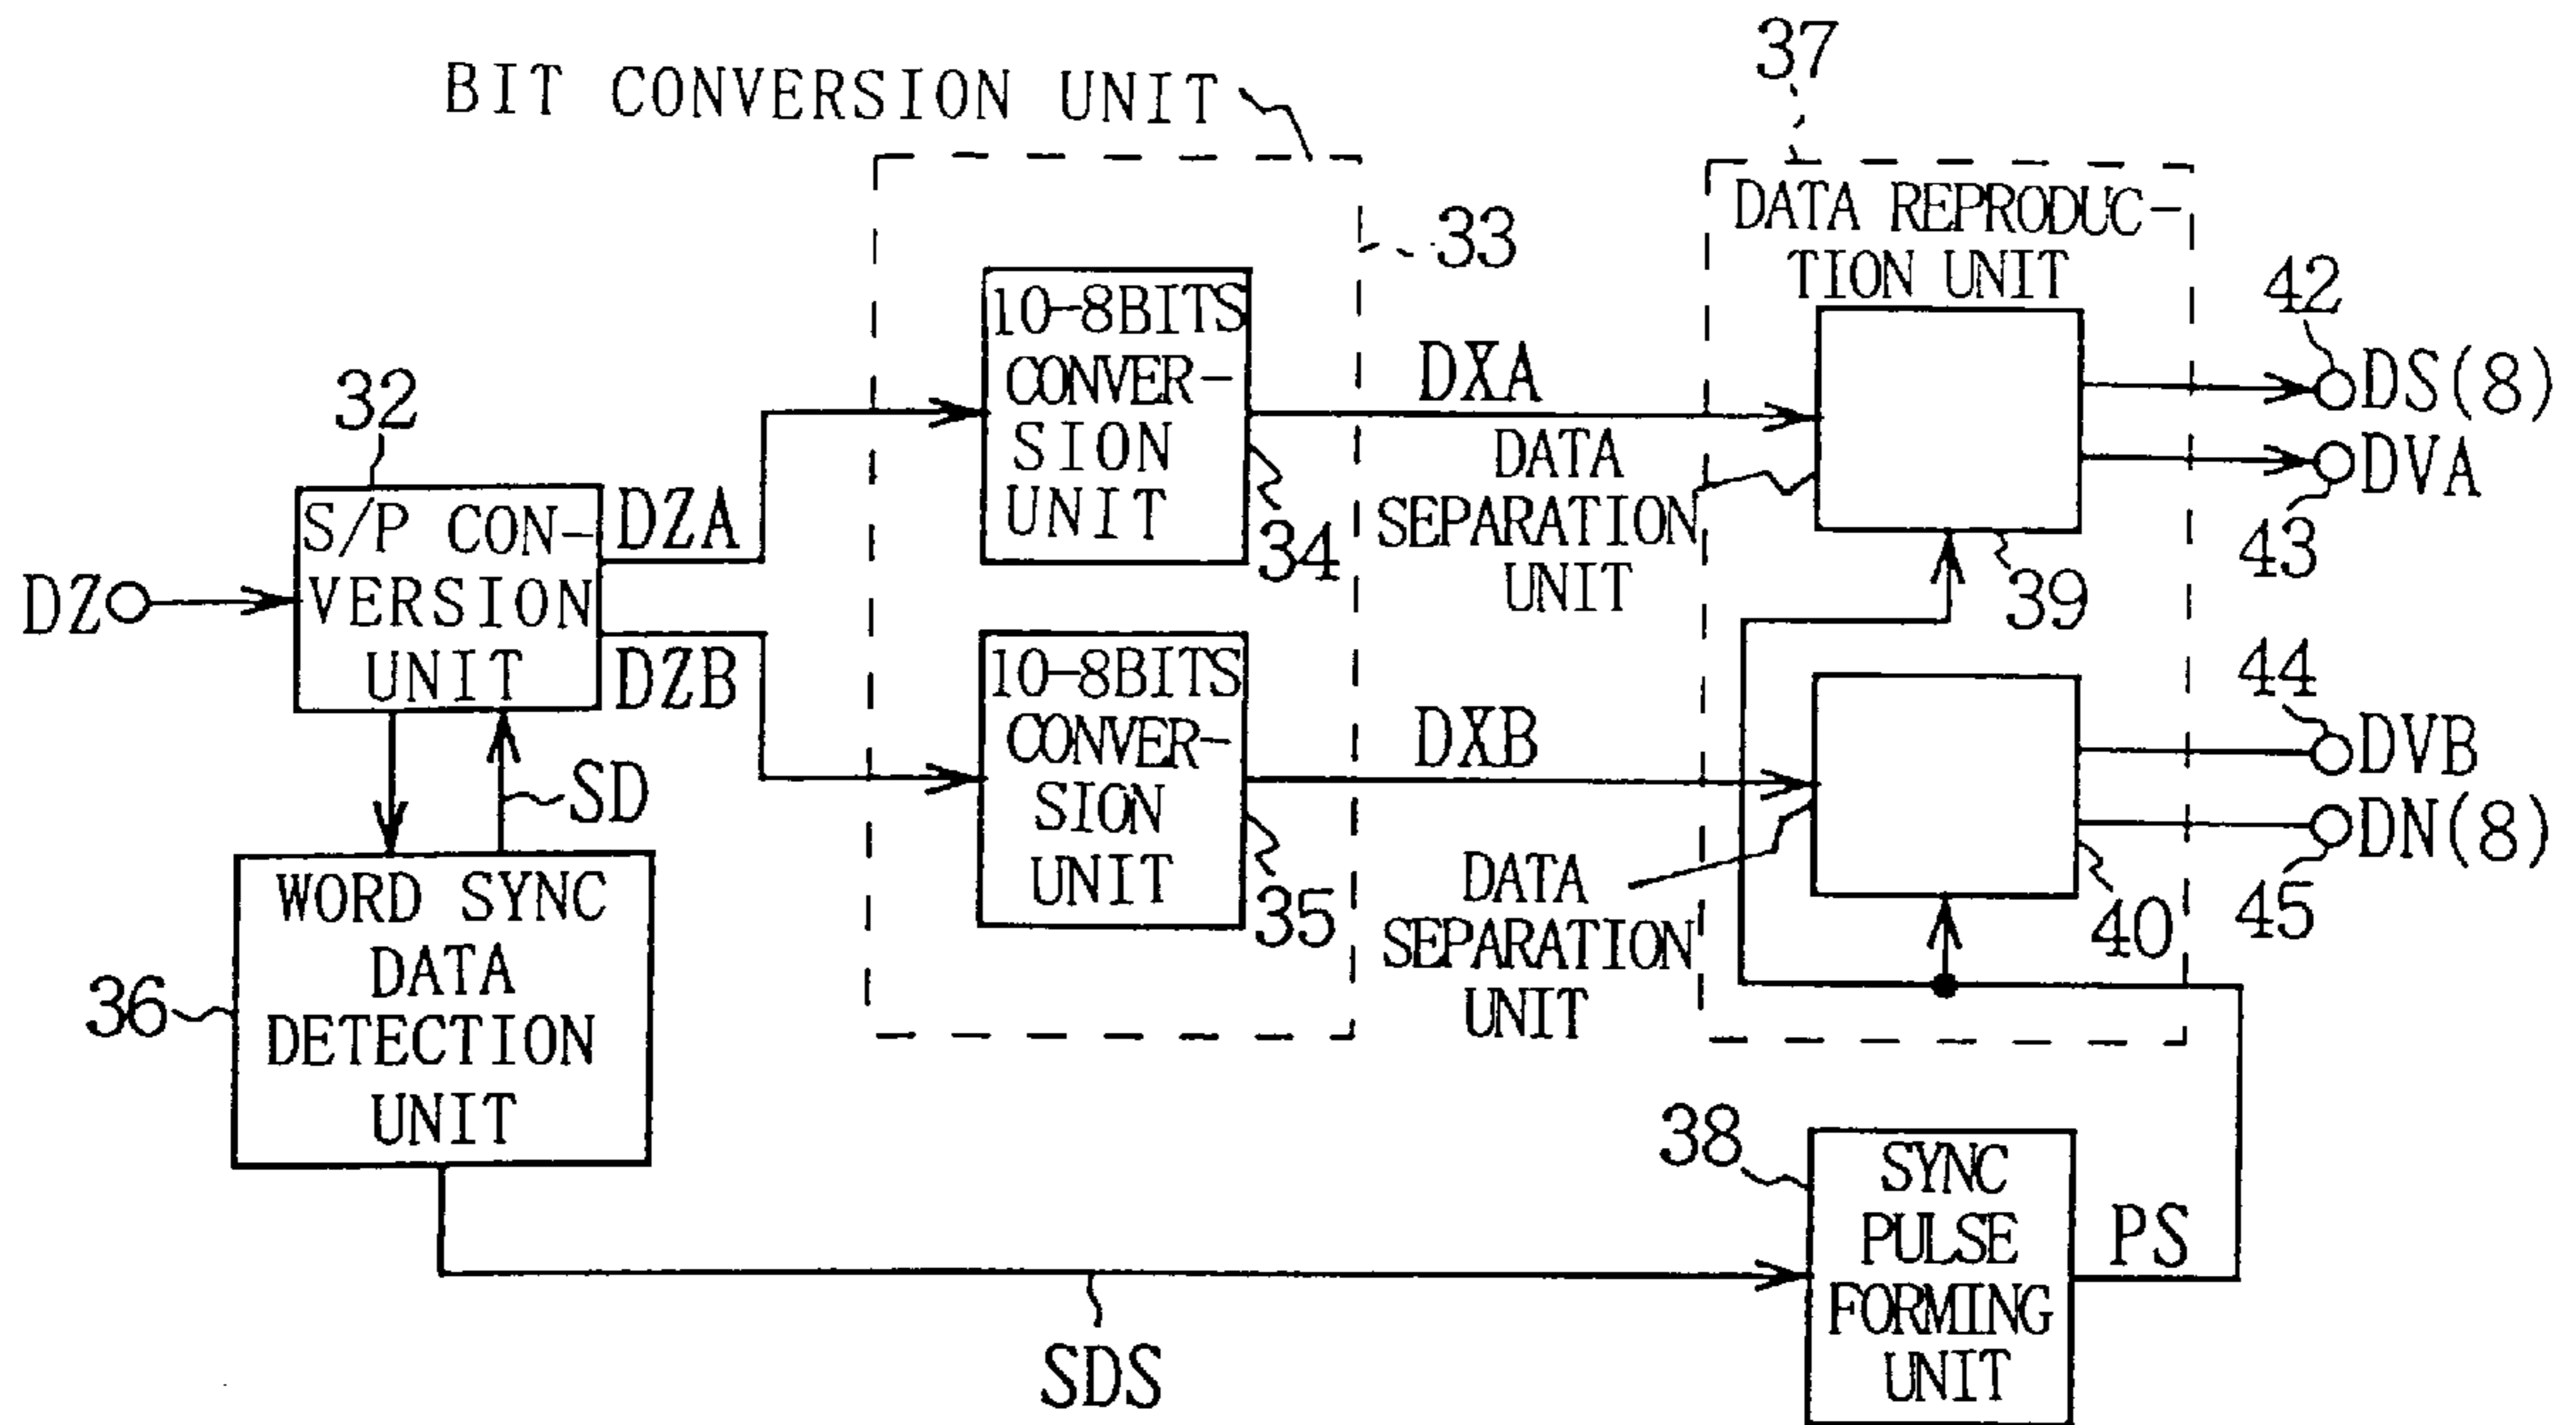 37
BIT CONVERSION UNIT
DATA REPRODUC-
TION UNIT
33
10-8BITS
CONVER-
SION
UNIT
34
DXA
DATA
SEPARATION
UNIT
39
42
DS(8)
DVA
43
32
S/P CON-
VERSION
UNIT
DZ
DZA
DZB
10-8BITS
CONVER-
SION
UNIT
35
DXB
DATA
SEPARATION
UNIT
40
44
DVB
DN(8)
45
SD
WORD SYNC
DATA
DETECTION
UNIT
36
38
SYNC
PULSE
FORMING
UNIT
PS
SDS